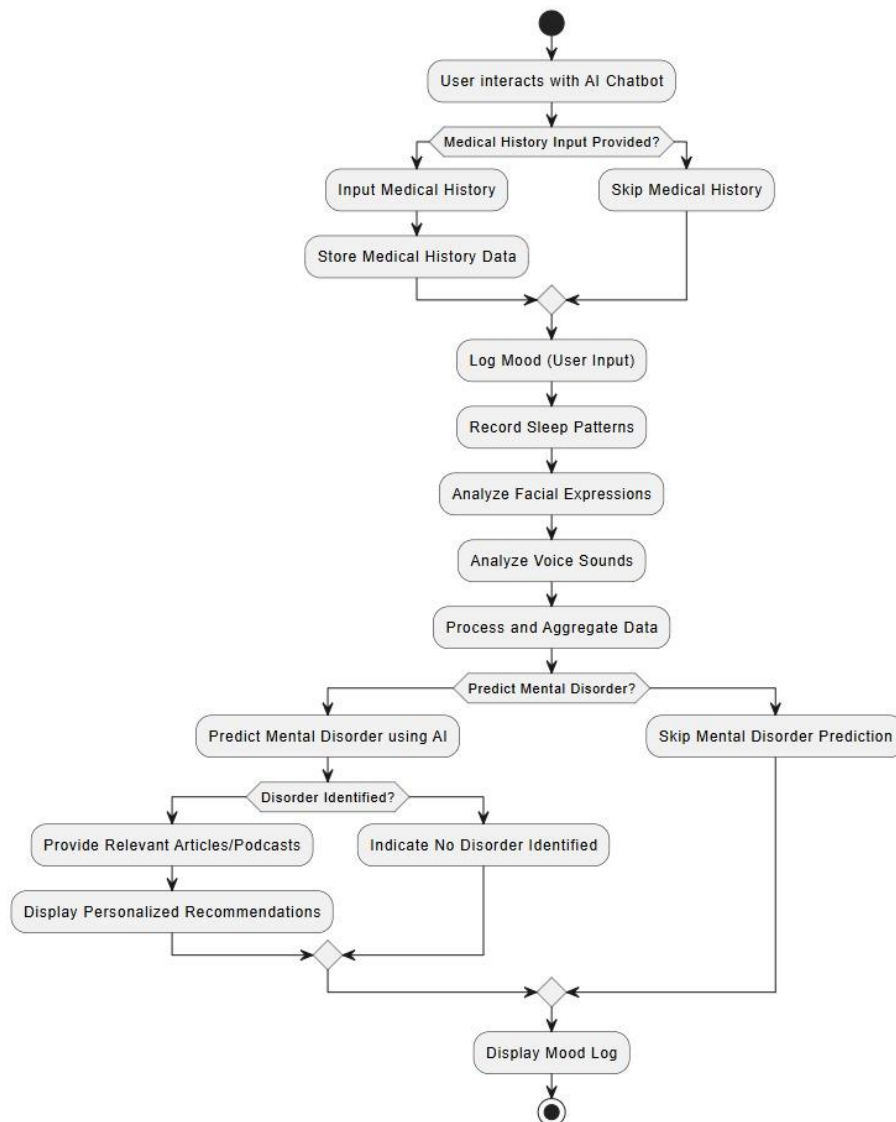 User interacts with AI Chatbot
Medical History Input Provided?
Input Medical History
Skip Medical History
Store Medical History Data
Log Mood (User Input)
Record Sleep Patterns
Analyze Facial Expressions
Analyze Voice Sounds
Process and Aggregate Data
Predict Mental Disorder?
Predict Mental Disorder using AI
Skip Mental Disorder Prediction
Disorder Identified?
Provide Relevant Articles/Podcasts
Indicate No Disorder Identified
Display Personalized Recommendations
Display Mood Log